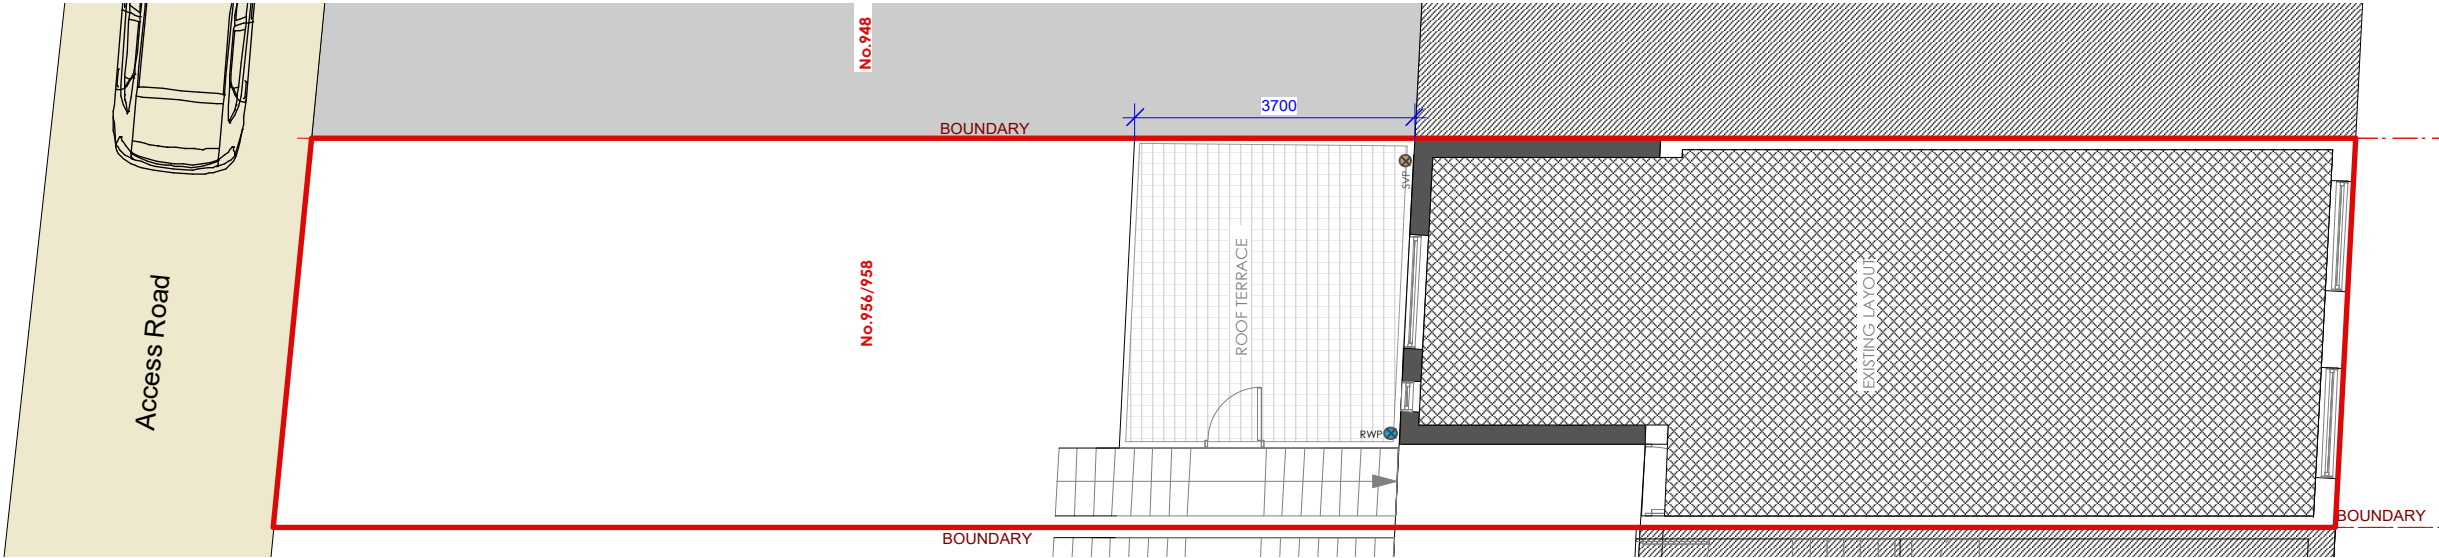 No.948
3700
BOUNDARY
SVP
ROOF TERRACE
No.956/958
EXISTING LAYOUT
Access Road
RWP
BOUNDARY
BOUNDARY